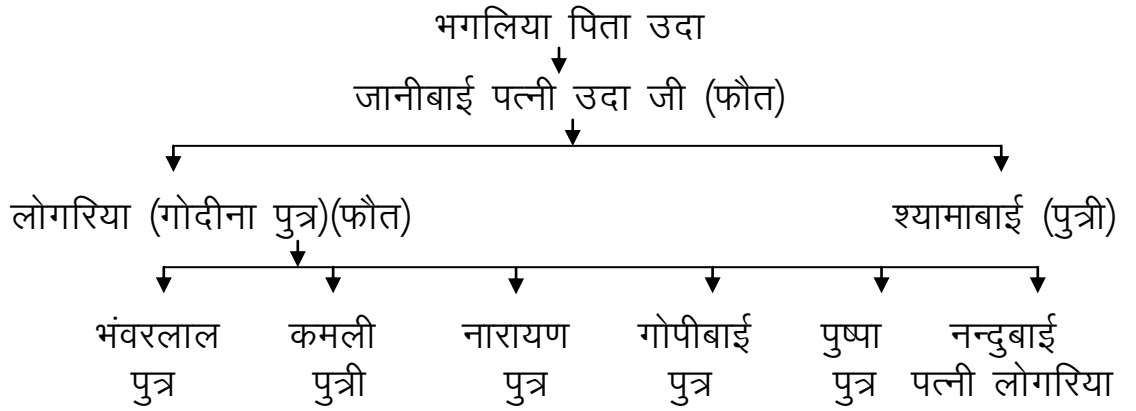 भगलिया पिता उदा
जानीबाई पत्नी उदा जी (फौत)
लोगरिया (गोदीना पुत्र)(फौत) श्यामाबाई (पुत्री)
भंवरलाल कमली नारायण गोपीबाई पुष्पा नन्दुबाई
पुत्र पुत्री पुत्र पुत्र पुत्र पत्नी लोगरिया